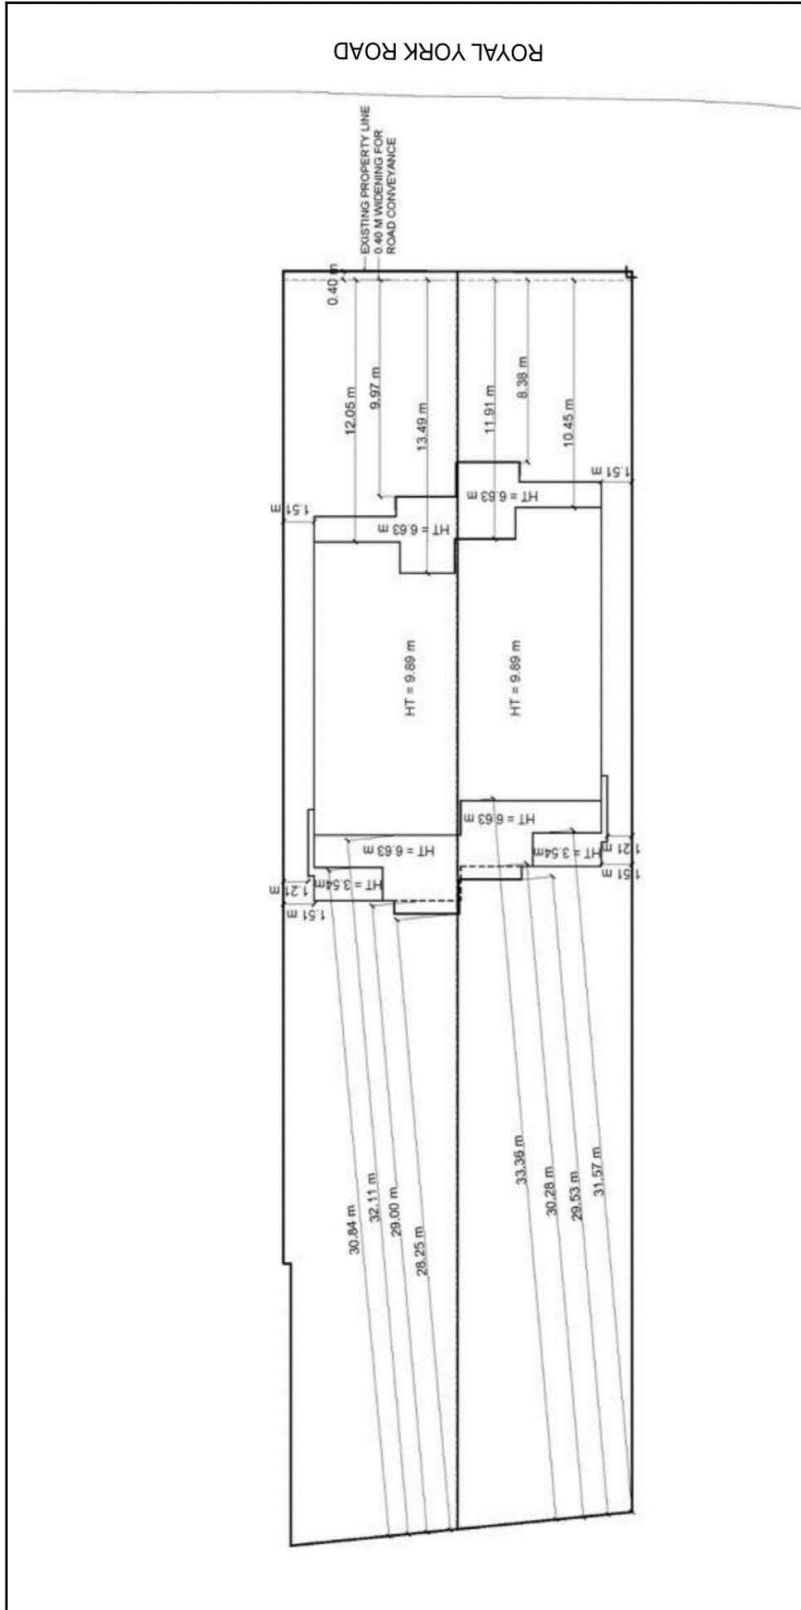 ROYAL YORK ROAD
EXISTING PROPERTY LINE
0.40 M WIDENING FOR
ROAD CONVEYANCE
0.40 m
12.05 m
9.97 m
13.49 m
11.91 m
8.38 m
10.45 m
1.51 m
1.51 m
HT = 6.63 m
HT = 6.63 m
HT = 9.89 m
HT = 9.89 m
HT = 6.63 m
HT = 6.63 m
HT = 3.54m
HT = 3.54m
1.21 m
1.51 m
1.21 m
1.51 m
30.84 m
32.11 m
29.00 m
28.25 m
33.36 m
30.28 m
29.53 m
31.57 m